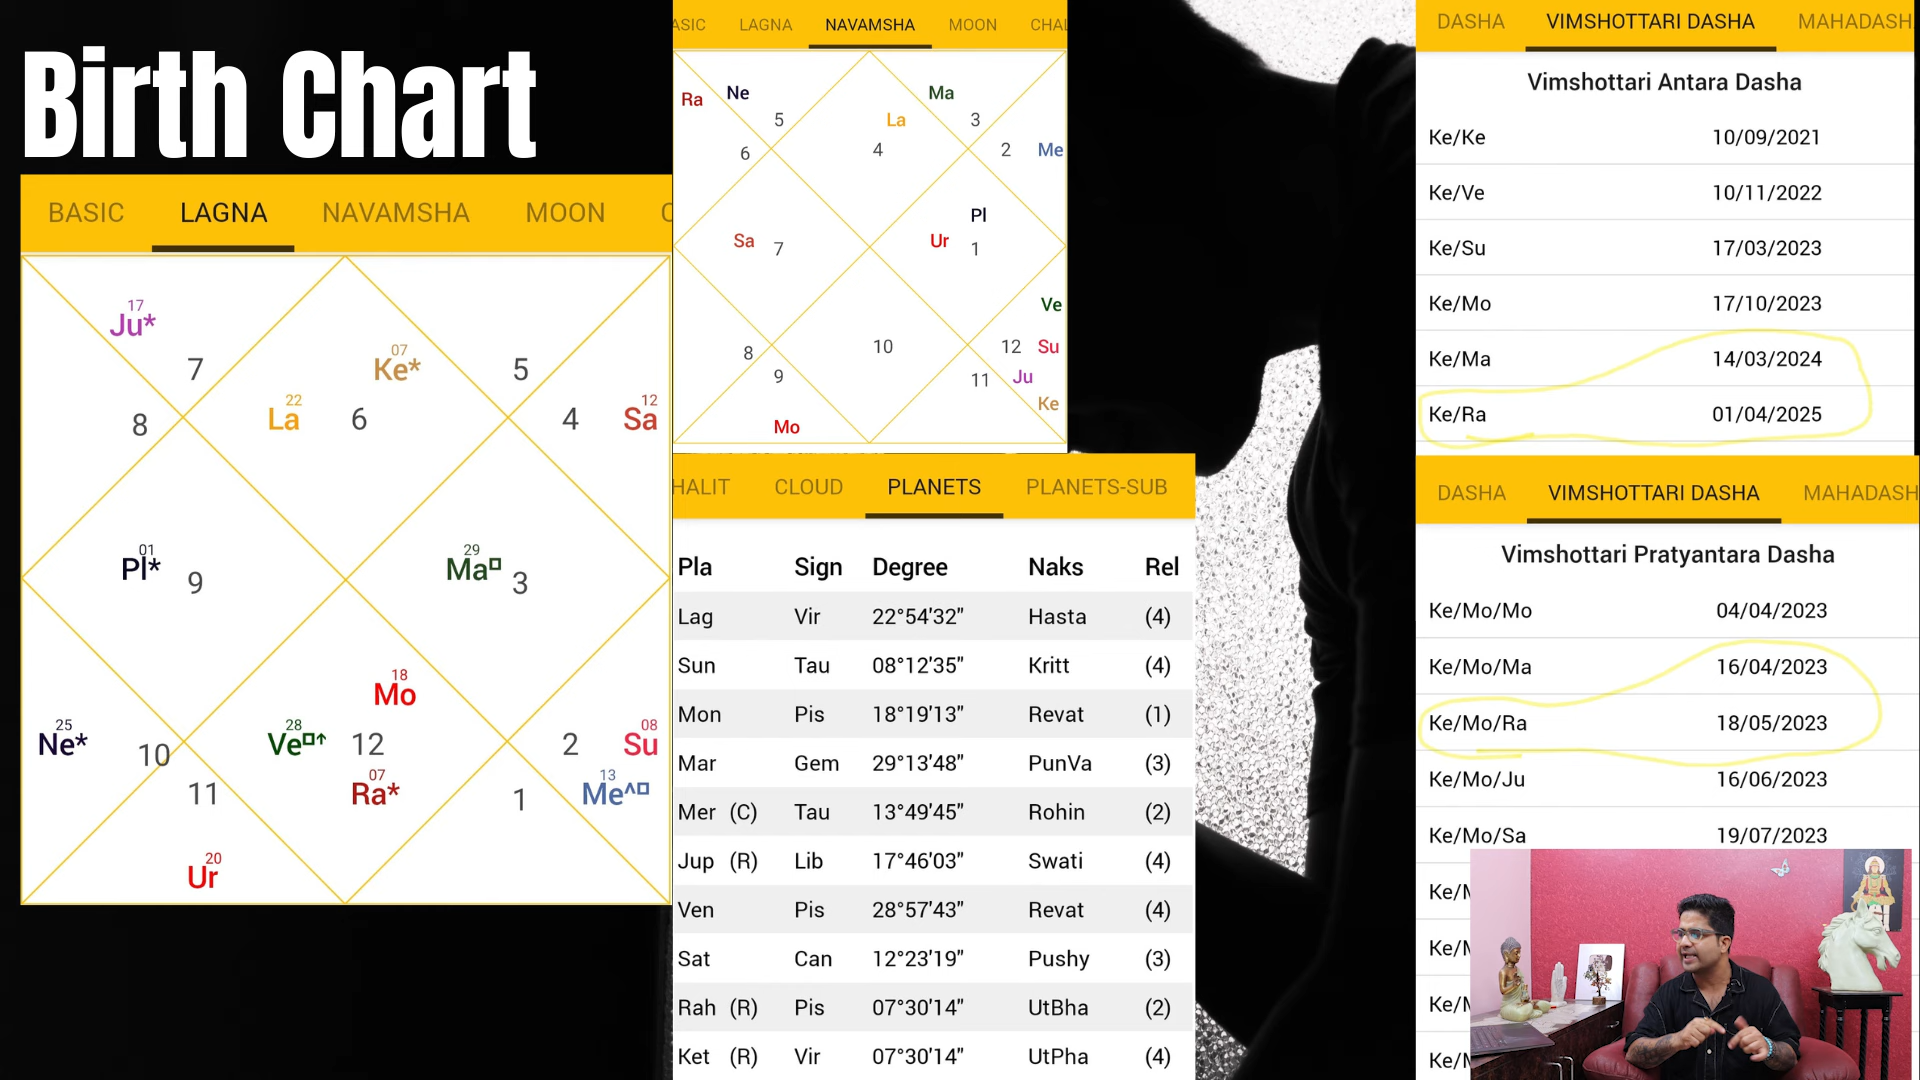 Birth Chart
BASIC LAGNA NAVAMSHA MOON
17
Ju*
7
07
Ke*
5
22
La
6
4
12
Sa
8
01
Pl*
9
29
Ma
3
18
Mo
25
Ne*
10
28
Ve↑
12
2
08
Su
11
07
Ra*
1
13
Me^
20
Ur
ASIC LAGNA NAVAMSHA MOON CHAL
Ra Ne Ma
5 La 3
6 4 2 Me
Pl
Sa 7 Ur 1
Ve
8 10 12 Su
9 11 Ju
Ke
Mo
HALIT CLOUD PLANETS PLANETS-SUB
Pla Sign Degree Naks Rel
Lag Vir 22°54'32" Hasta (4)
Sun Tau 08°12'35" Kritt (4)
Mon Pis 18°19'13" Revat (1)
Mar Gem 29°13'48" PunVa (3)
Mer (C) Tau 13°49'45" Rohin (2)
Jup (R) Lib 17°46'03" Swati (4)
Ven Pis 28°57'43" Revat (4)
Sat Can 12°23'19" Pushy (3)
Rah (R) Pis 07°30'14" UtBha (2)
Ket (R) Vir 07°30'14" UtPha (4)
DASHA VIMSHOTTARI DASHA MAHADASH
Vimshottari Antara Dasha
Ke/Ke 10/09/2021
Ke/Ve 10/11/2022
Ke/Su 17/03/2023
Ke/Mo 17/10/2023
Ke/Ma 14/03/2024
Ke/Ra 01/04/2025
DASHA VIMSHOTTARI DASHA MAHADASH
Vimshottari Pratyantara Dasha
Ke/Mo/Mo 04/04/2023
Ke/Mo/Ma 16/04/2023
Ke/Mo/Ra 18/05/2023
Ke/Mo/Ju 16/06/2023
Ke/Mo/Sa 19/07/2023